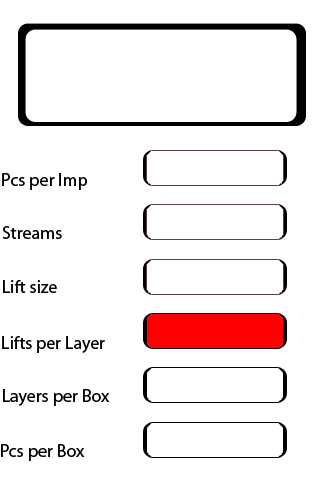 Pcs per Imp
Streams
Lift size
Lifts per Layer
Layers per Box
Pcs per Box